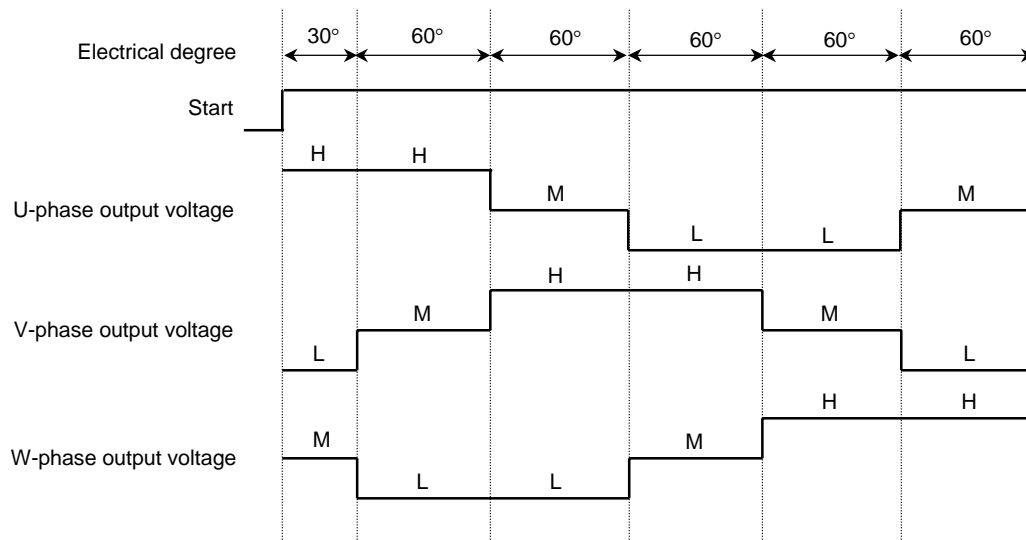 Electrical degree 30° 60° 60° 60° 60° 60°
Start
H H
U-phase output voltage M L L M
H H
V-phase output voltage L M M L
H H
W-phase output voltage M L L M